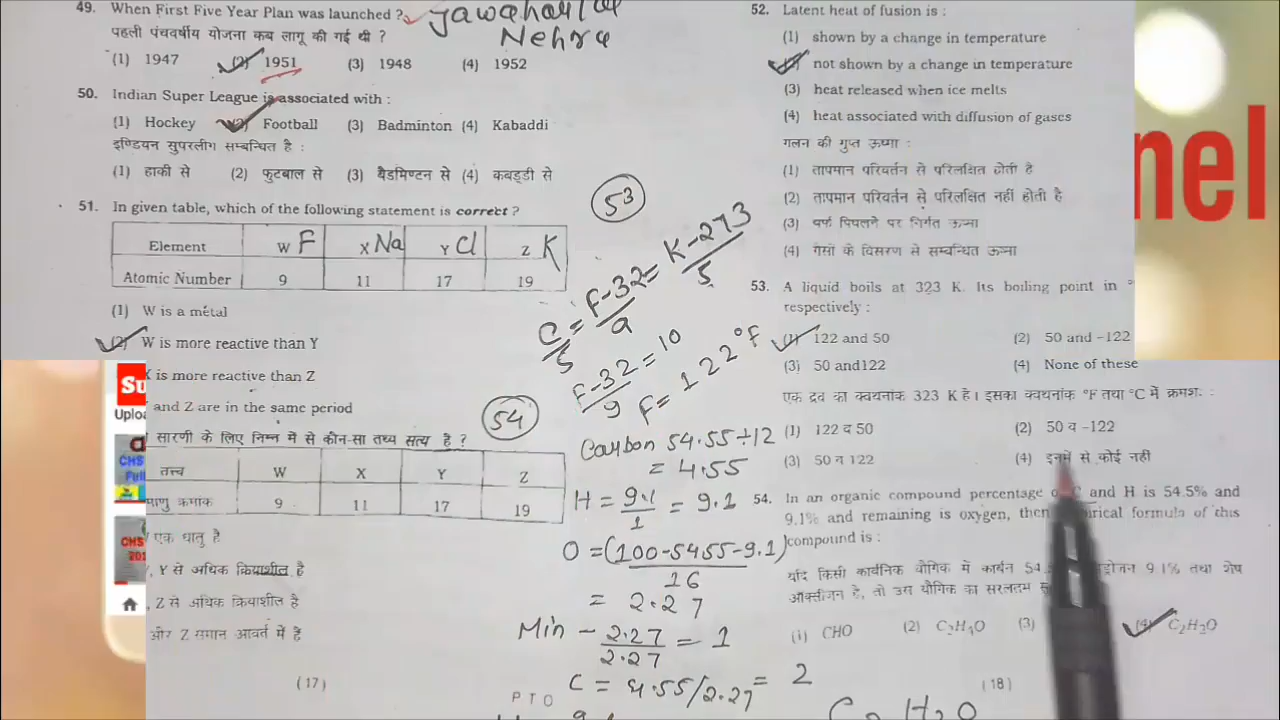 49. When First Five Year Plan was launched ?
Jawahar lal
Nehru
पहली पंचवर्षीय योजना कब लागू की गई थी ?
(1) 1947 (2) 1951 (3) 1948 (4) 1952
50. Indian Super League is associated with :
(1) Hockey (2) Football (3) Badminton (4) Kabaddi
इण्डियन सुपरलीग सम्बन्धित है :
(1) हाकी से (2) फुटबाल से (3) बैडमिण्टन से (4) कबड्डी से
51. In given table, which of the following statement is correct ?
Element W F X Na Y Cl Z K
Atomic Number 9 11 17 19
(1) W is a metal
(2) W is more reactive than Y
X is more reactive than Z
and Z are in the same period
सारणी के लिए निम्न में से कौन-सा तथ्य सत्य है ?
तत्त्व W X Y Z
माणु क्रमांक 9 11 17 19
एक धातु है
, Y से अधिक क्रियाशील है
, Z से अधिक क्रियाशील है
और Z समान आवर्त में है
(17)
P T O
Su
Uploa
CHS
Full
CHS
201
53
C/5 = F-32/9 = K-273/5
F-32/9 = 10
F = 122°F
54
Carbon 54.55÷12
= 4.55
H = 9.1/1 = 9.1
O = (100-5455-9.1)/16
= 2.27
Min - 2.27/2.27 = 1
C = 4.55/2.27 = 2
52. Latent heat of fusion is :
(1) shown by a change in temperature
not shown by a change in temperature
(3) heat released when ice melts
(4) heat associated with diffusion of gases
गलन की गुप्त ऊष्मा :
(1) तापमान परिवर्तन से परिलक्षित होती है
(2) तापमान परिवर्तन से परिलक्षित नहीं होती है
(3) बर्फ पिघलने पर निर्गत ऊष्मा
(4) गैसों के विसरण से सम्बन्धित ऊष्मा
53. A liquid boils at 323 K. Its boiling point in °
respectively :
(1) 122 and 50 (2) 50 and -122
(3) 50 and122 (4) None of these
एक द्रव का क्वथनांक 323 K है। इसका क्वथनांक °F तथा °C में क्रमशः :
(1) 122 व 50 (2) 50 व -122
(3) 50 व 122 (4) इनमें से कोई नहीं
54. In an organic compound percentage of C and H is 54.5% and
9.1% and remaining is oxygen, then empirical formula of this
compound is :
यदि किसी कार्बनिक यौगिक में कार्बन 54. 9.1% तथा शेष
ऑक्सीजन है, तो उस यौगिक का सरलतम
(1) CHO (2) C2H4O (3) (4) C2H2O
(18)
nel